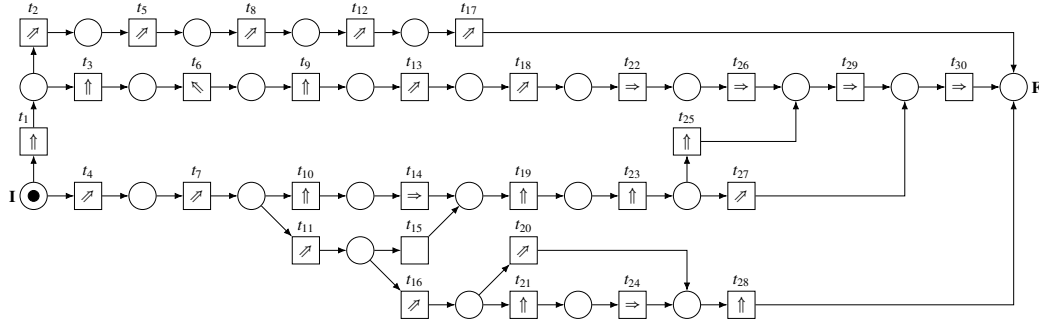 t2 t5 t8 t12 t17
⇗ ⇗ ⇗ ⇗ ⇗
t3 t6 t9 t13 t18 t22 t26 t29 t30
⇑ ⇖ ⇑ ⇗ ⇗ ⇒ ⇒ ⇒ ⇒ F
t1 t25
⇑ ⇑
t4 t7 t10 t14 t19 t23 t27
I ⇗ ⇗ ⇑ ⇒ ⇑ ⇑ ⇗
t11 t15 t20
⇗ ⇗
t16 t21 t24 t28
⇗ ⇑ ⇒ ⇑